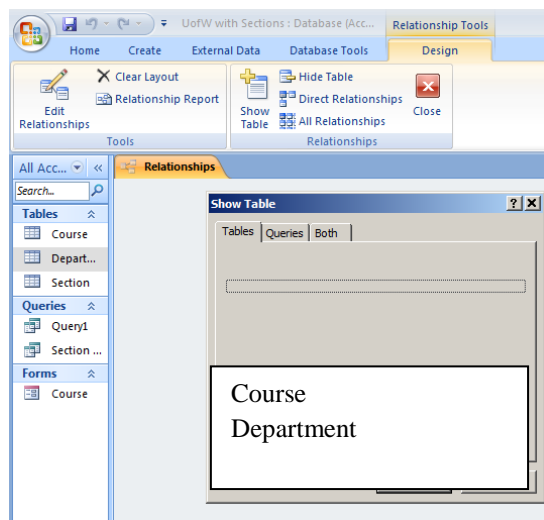 UofW with Sections : Database (Acc... Relationship Tools
Home Create External Data Database Tools Design
Edit Relationships
Clear Layout
Relationship Report
Tools
Show Table
Hide Table
Direct Relationships
All Relationships
Close
Relationships
All Acc... «
Relationships
Search...
Tables
Course
Depart...
Section
Queries
Query1
Section ...
Forms
Course
Show Table ? X
Tables Queries Both
Course
Department